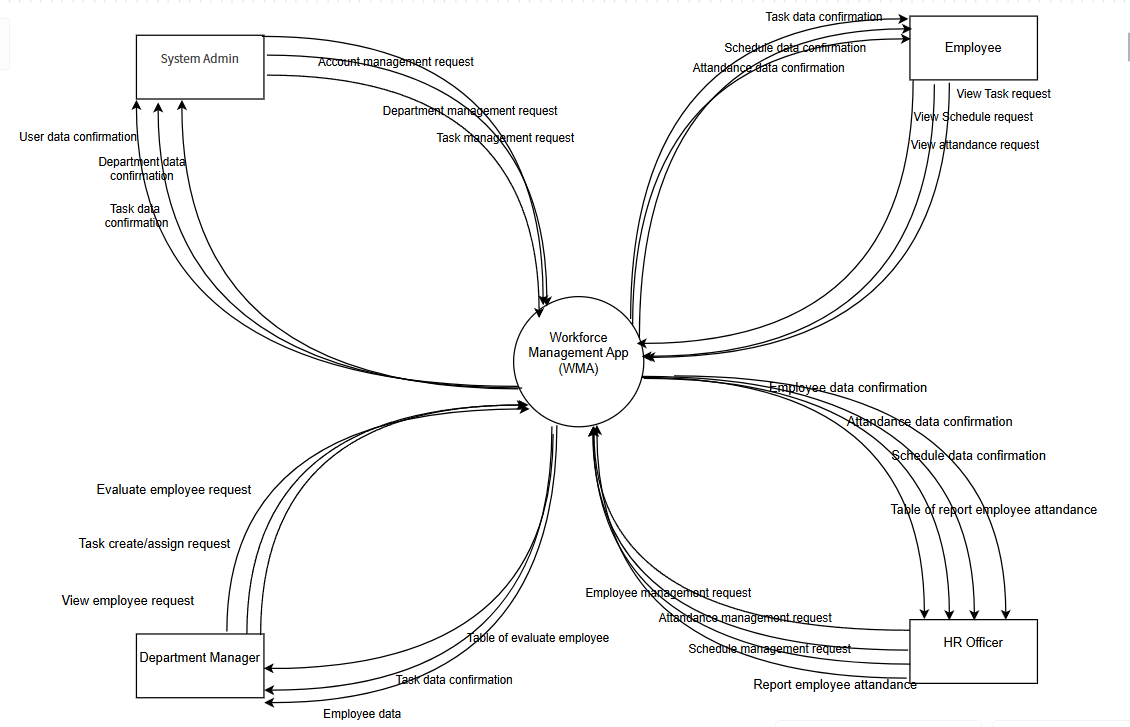 Task data confirmation
Employee
Schedule data confirmation
System Admin
Account management request
Attandance data confirmation
View Task request
Department management request
View Schedule request
User data confirmation
Task management request
View attandance request
Department data
confirmation
Task data
confirmation
Workforce
Management App
(WMA)
Employee data confirmation
Attandance data confirmation
Schedule data confirmation
Evaluate employee request
Table of report employee attandance
Task create/assign request
Employee management request
View employee request
Attandance management request
Table of evaluate employee
HR Officer
Schedule management request
Department Manager
Task data confirmation
Report employee attandance
Employee data